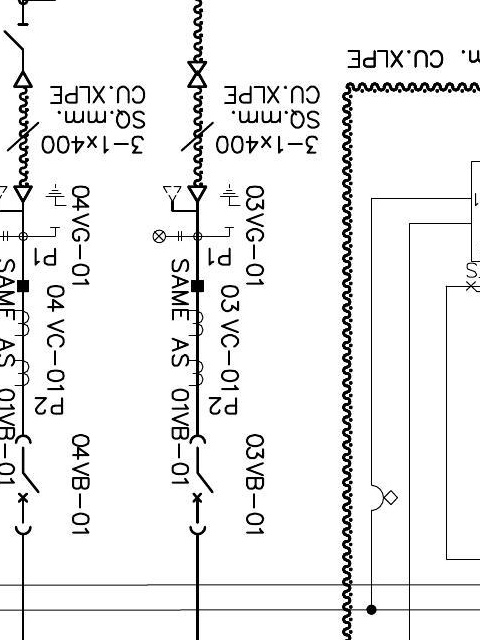 3-1x400
SQ.mm.
CU.XLPE
3-1x400
SQ.mm.
CU.XLPE
CU.XLPE
04VG-01
P1
04 VC-01
SAME AS 01VB-01
P2
04VB-01
03VG-01
P1
03 VC-01
SAME AS 01VB-01
P2
03VB-01